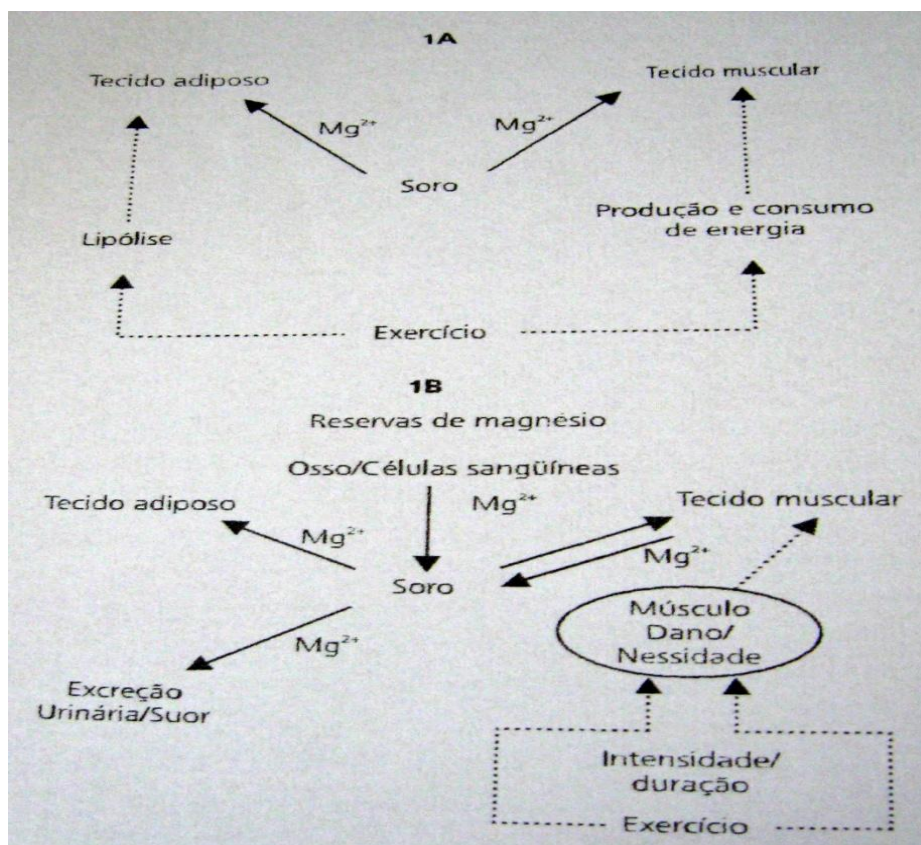 1A
Tecido adiposo
Tecido muscular
Mg²⁺
Mg²⁺
Soro
Lipólise
Produção e consumo
de energia
Exercício
1B
Reservas de magnésio
Osso/Células sangüíneas
Tecido adiposo
Mg²⁺
Tecido muscular
Mg²⁺
Mg²⁺
Soro
Músculo
Dano/
Nessidade
Mg²⁺
Excreção
Urinária/Suor
Intensidade/
duração
Exercício